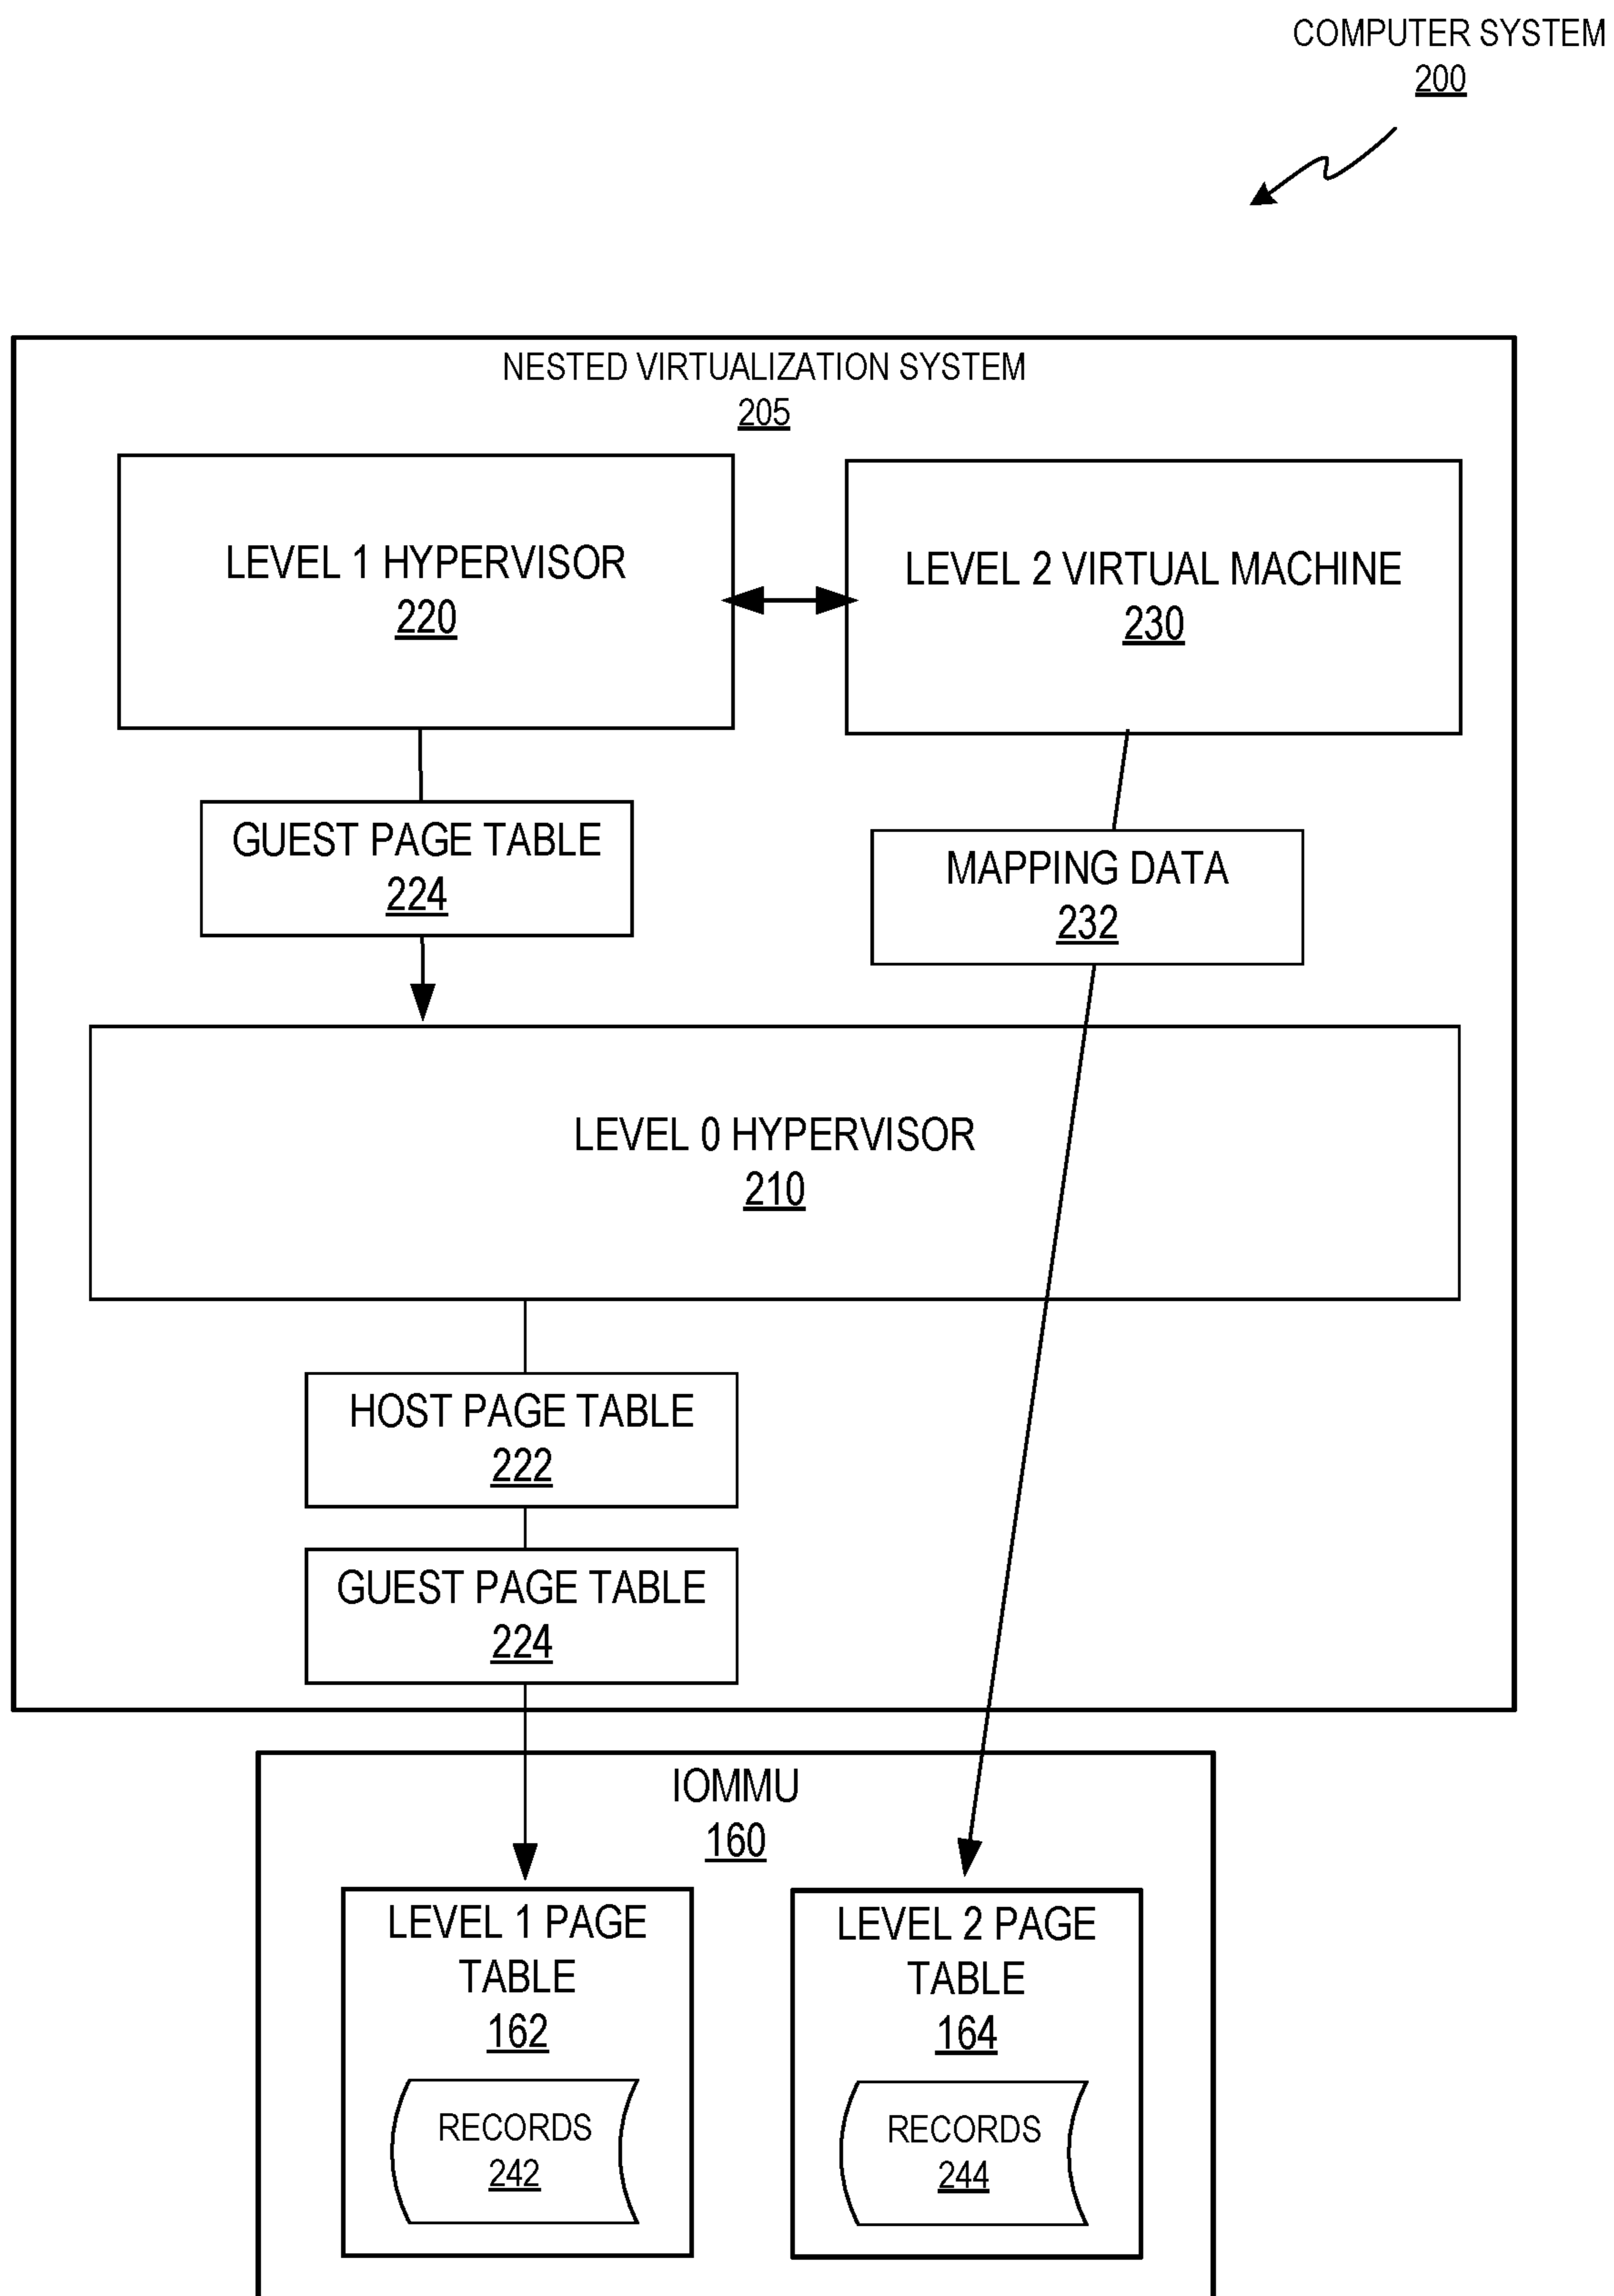 COMPUTER SYSTEM
200
NESTED VIRTUALIZATION SYSTEM
205
LEVEL 1 HYPERVISOR
220
LEVEL 2 VIRTUAL MACHINE
230
GUEST PAGE TABLE
224
MAPPING DATA
232
LEVEL 0 HYPERVISOR
210
HOST PAGE TABLE
222
GUEST PAGE TABLE
224
IOMMU
160
LEVEL 1 PAGE
TABLE
162
RECORDS
242
LEVEL 2 PAGE
TABLE
164
RECORDS
244